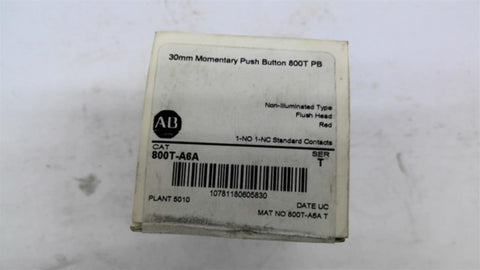 30mm Momentary Push Button 800T PB
Non-Illuminated Type
Flush Head
Red
AB
1-NO 1-NC Standard Contacts
CAT
SER
800T-A6A
T
10781180605830
PLANT 5010
DATE UC
MAT NO 800T-A6A T